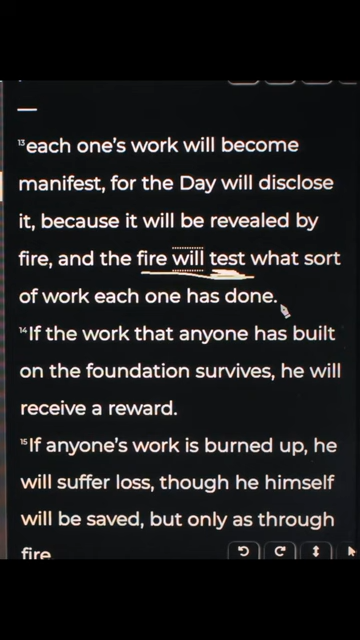 ¹³each one's work will become
manifest, for the Day will disclose
it, because it will be revealed by
fire, and the fire will test what sort
of work each one has done.
¹⁴If the work that anyone has built
on the foundation survives, he will
receive a reward.
¹⁵If anyone's work is burned up, he
will suffer loss, though he himself
will be saved, but only as through
fire.